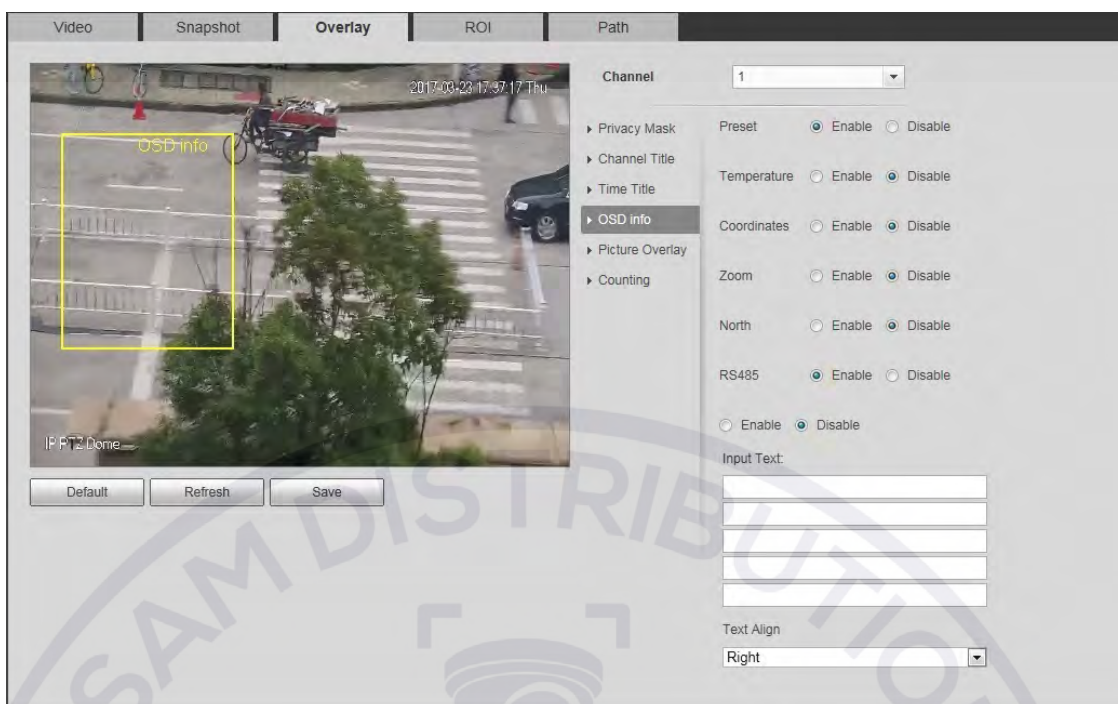 Video Snapshot Overlay ROI Path
2017-03-23 17:37:17 Thu
OSD info
IP PTZ Dome
Default Refresh Save
Channel 1
Privacy Mask
Channel Title
Time Title
OSD info
Picture Overlay
Counting
Preset Enable Disable
Temperature Enable Disable
Coordinates Enable Disable
Zoom Enable Disable
North Enable Disable
RS485 Enable Disable
Enable Disable
Input Text:
Text Align
Right
SAM DISTRIBUTION